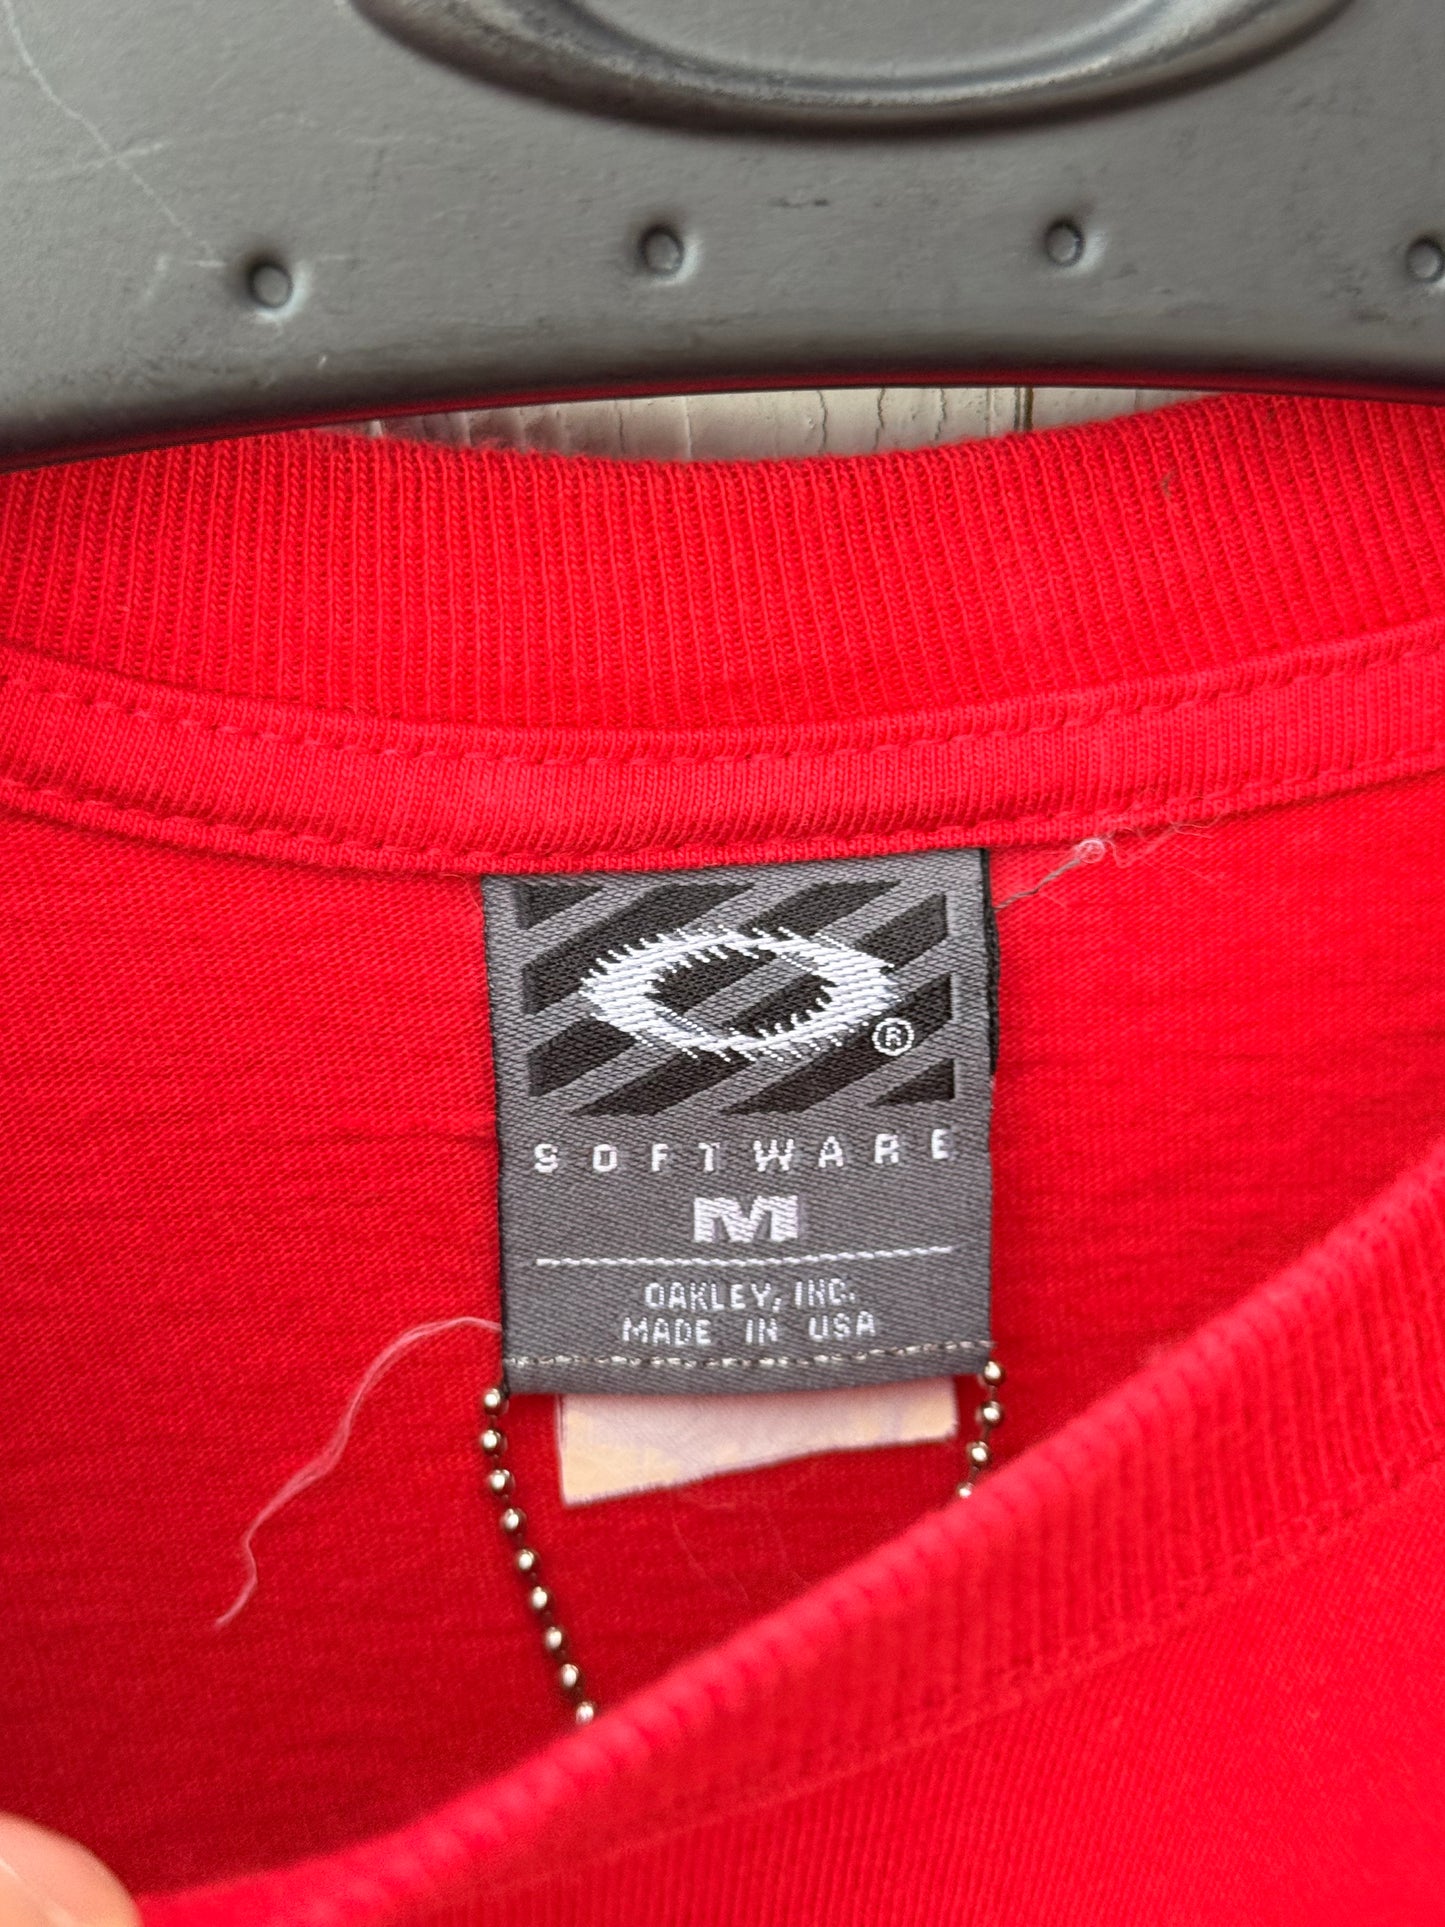 ®
SOFTWARE
M
OAKLEY, INC.
MADE IN USA